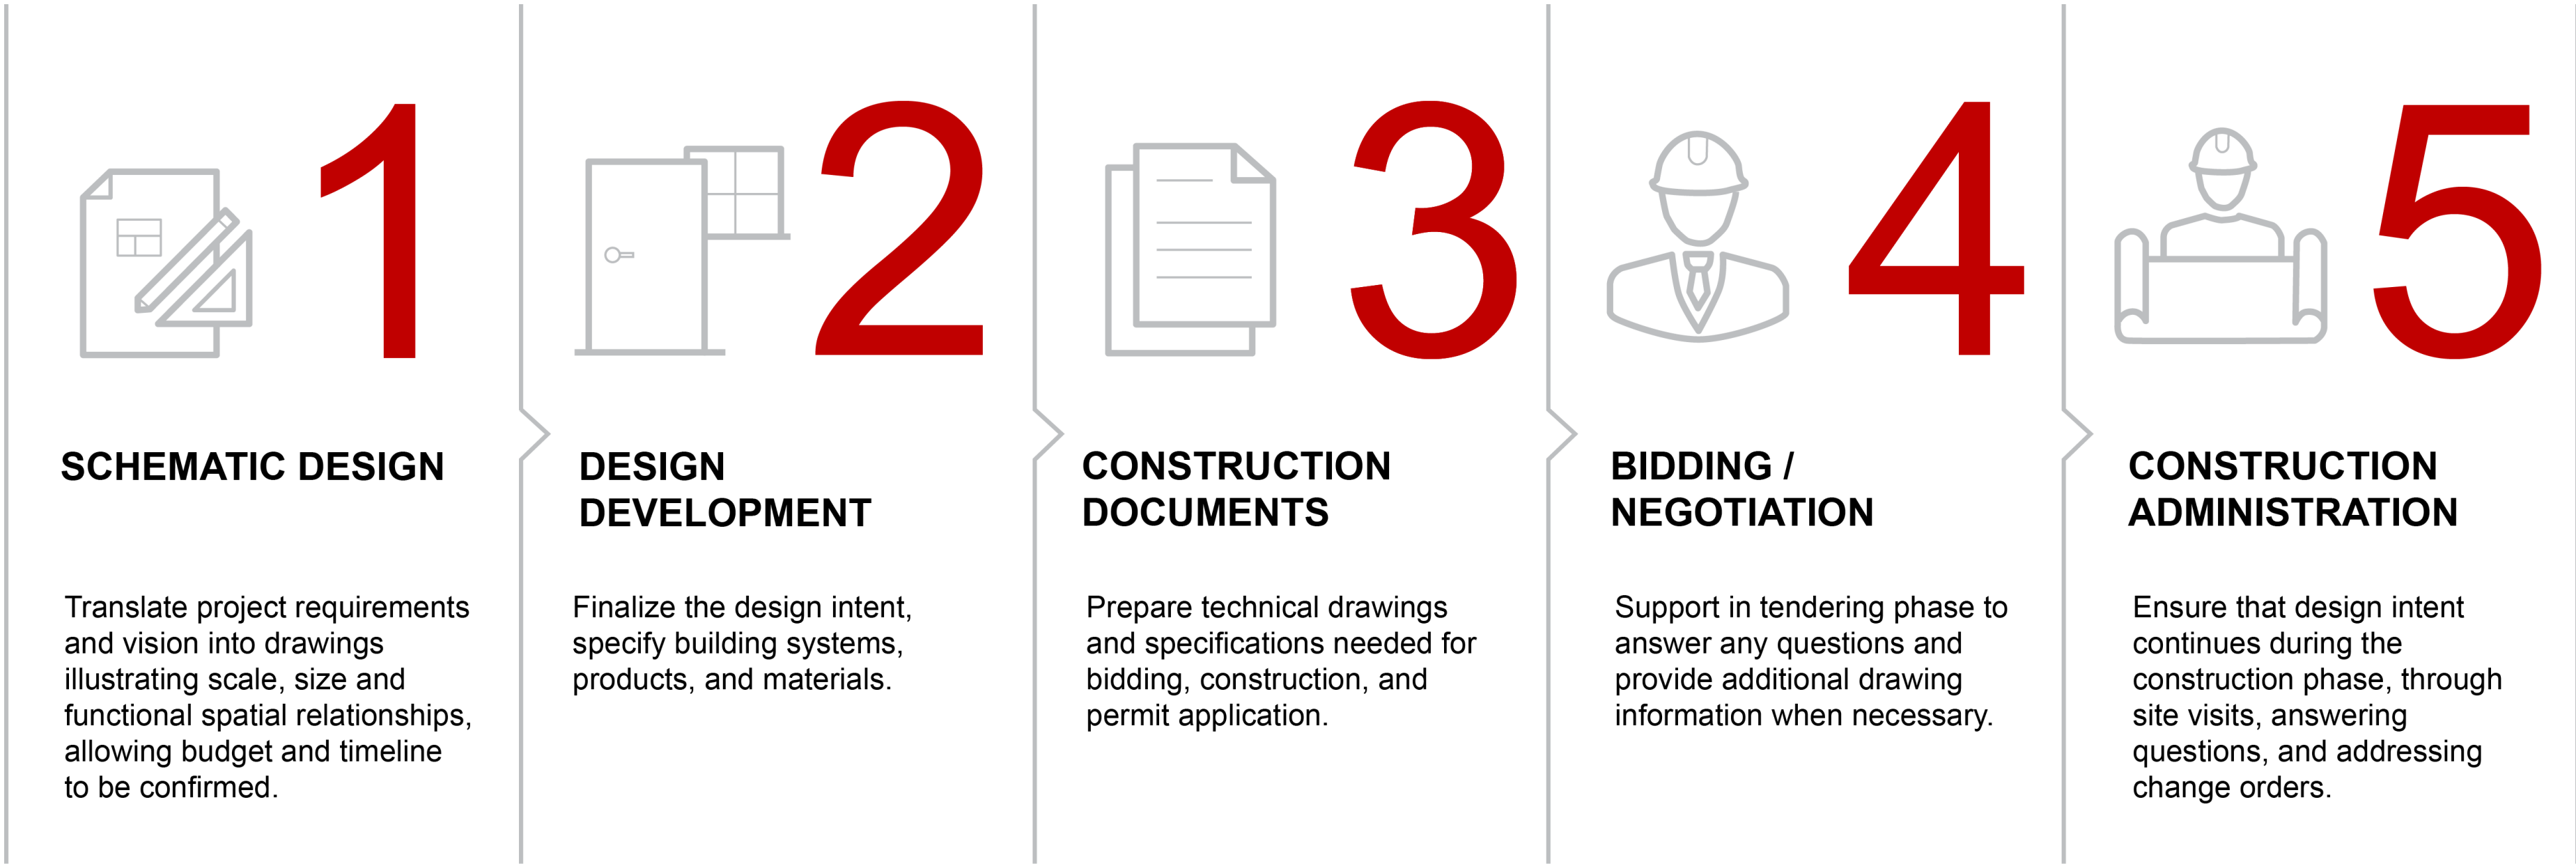 1
SCHEMATIC DESIGN
Translate project requirements
and vision into drawings
illustrating scale, size and
functional spatial relationships,
allowing budget and timeline
to be confirmed.
2
DESIGN
DEVELOPMENT
Finalize the design intent,
specify building systems,
products, and materials.
3
CONSTRUCTION
DOCUMENTS
Prepare technical drawings
and specifications needed for
bidding, construction, and
permit application.
4
BIDDING /
NEGOTIATION
Support in tendering phase to
answer any questions and
provide additional drawing
information when necessary.
5
CONSTRUCTION
ADMINISTRATION
Ensure that design intent
continues during the
construction phase, through
site visits, answering
questions, and addressing
change orders.